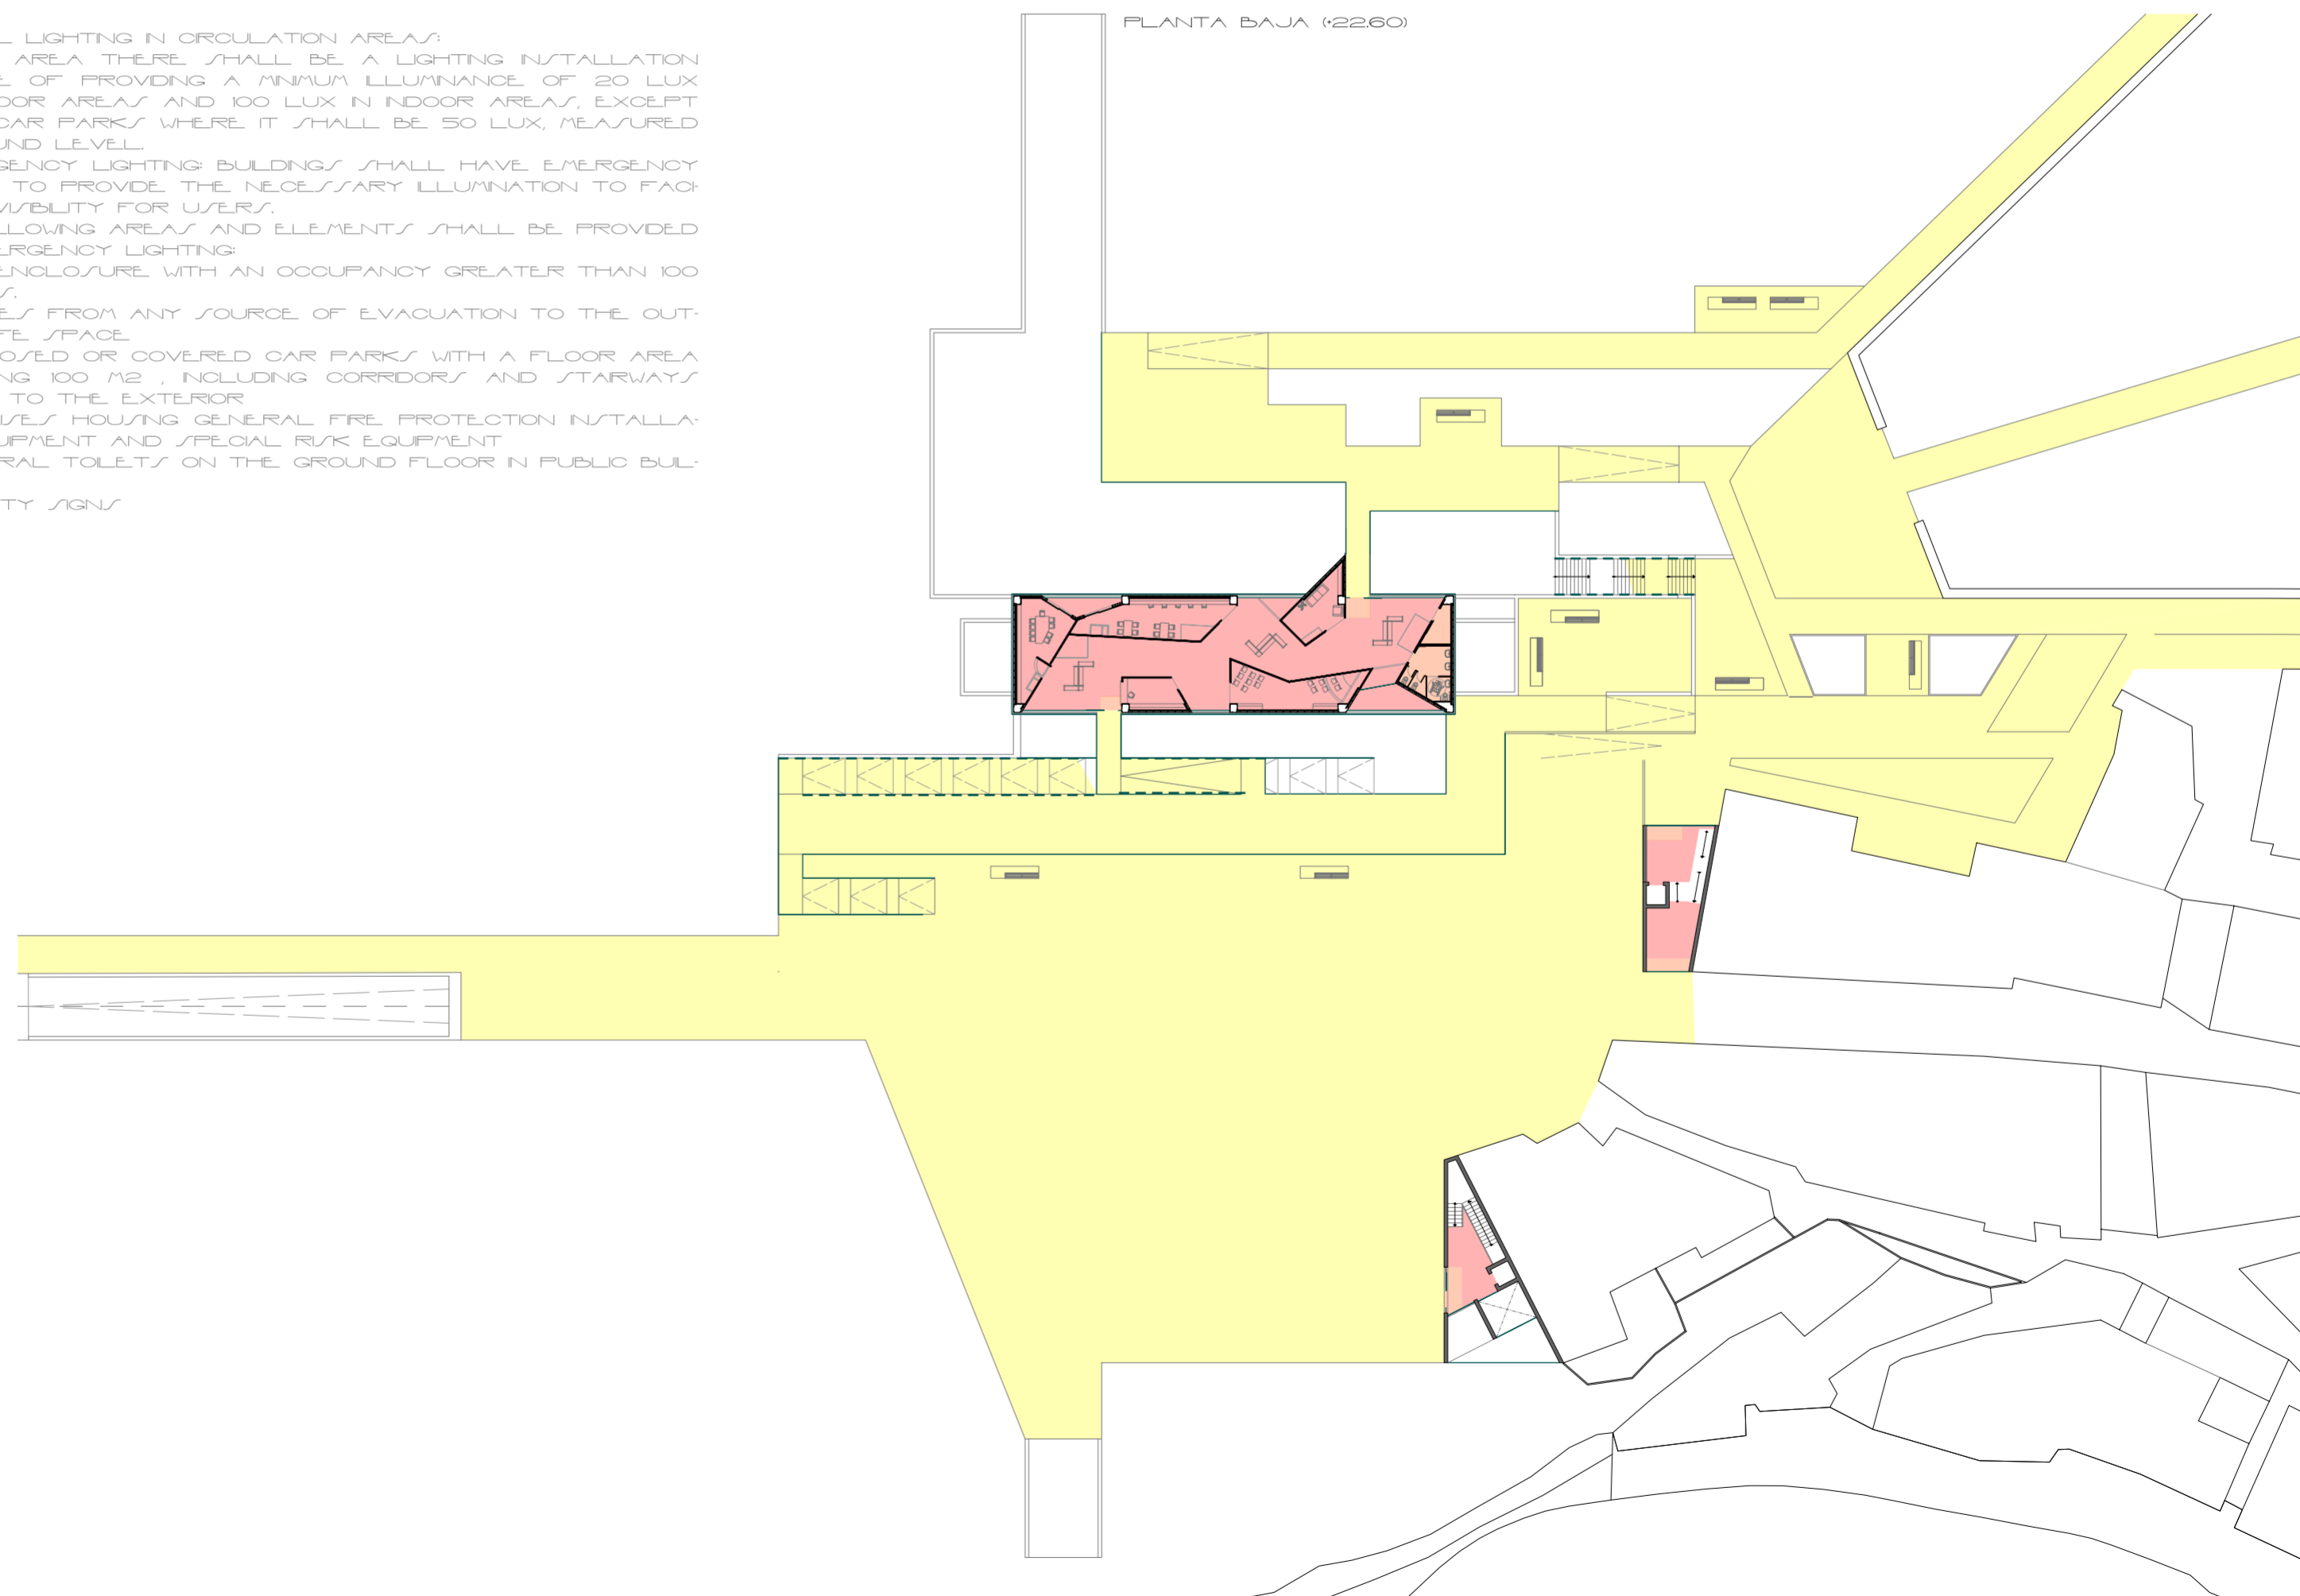 PLANTA BAJA (+22.60)
L LIGHTING IN CIRCULATION AREAS:
AREA THERE SHALL BE A LIGHTING INSTALLATION
E OF PROVIDING A MINIMUM ILLUMINANCE OF 20 LUX
OOR AREAS AND 100 LUX IN INDOOR AREAS, EXCEPT
CAR PARKS WHERE IT SHALL BE 50 LUX, MEASURED
UND LEVEL.
GENCY LIGHTING: BUILDINGS SHALL HAVE EMERGENCY
TO PROVIDE THE NECESSARY ILLUMINATION TO FACI-
VISIBILITY FOR USERS.
LLOWING AREAS AND ELEMENTS SHALL BE PROVIDED
ERGENCY LIGHTING:
ENCLOSURE WITH AN OCCUPANCY GREATER THAN 100
S.
ES FROM ANY SOURCE OF EVACUATION TO THE OUT-
FE SPACE
OSED OR COVERED CAR PARKS WITH A FLOOR AREA
NG 100 M2 , INCLUDING CORRIDORS AND STAIRWAYS
TO THE EXTERIOR
ISES HOUSING GENERAL FIRE PROTECTION INSTALLA-
UIPMENT AND SPECIAL RISK EQUIPMENT
RAL TOILETS ON THE GROUND FLOOR IN PUBLIC BUIL-
TY SIGNS